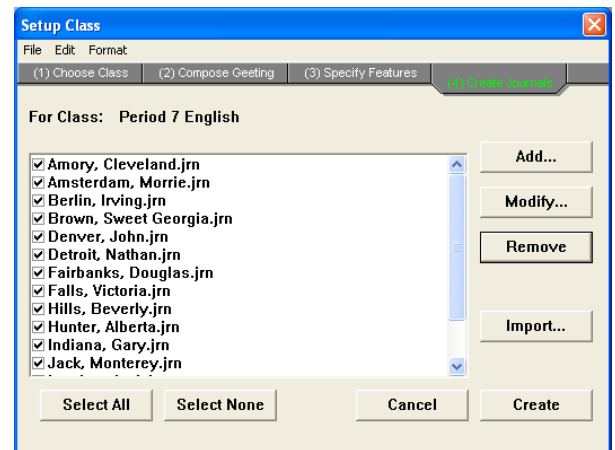 Setup Class
File Edit Format
(1) Choose Class (2) Compose Geeting (3) Specify Features (4) Create Journals
For Class: Period 7 English
Amory, Cleveland.jrn
Amsterdam, Morrie.jrn
Berlin, Irving.jrn
Brown, Sweet Georgia.jrn
Denver, John.jrn
Detroit, Nathan.jrn
Fairbanks, Douglas.jrn
Falls, Victoria.jrn
Hills, Beverly.jrn
Hunter, Alberta.jrn
Indiana, Gary.jrn
Jack, Monterey.jrn
Add...
Modify...
Remove
Import...
Select All Select None Cancel Create